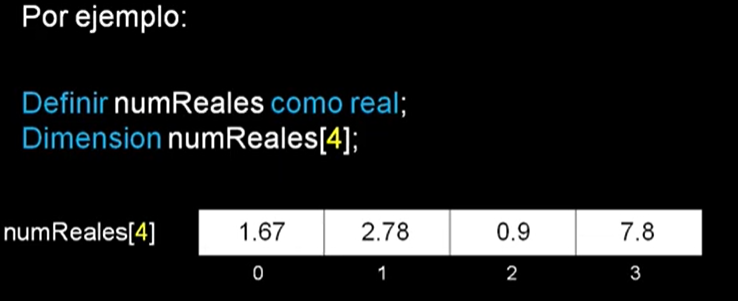 Por ejemplo:
Definir numReales como real;
Dimension numReales[4];
numReales[4] 1.67 2.78 0.9 7.8
0 1 2 3